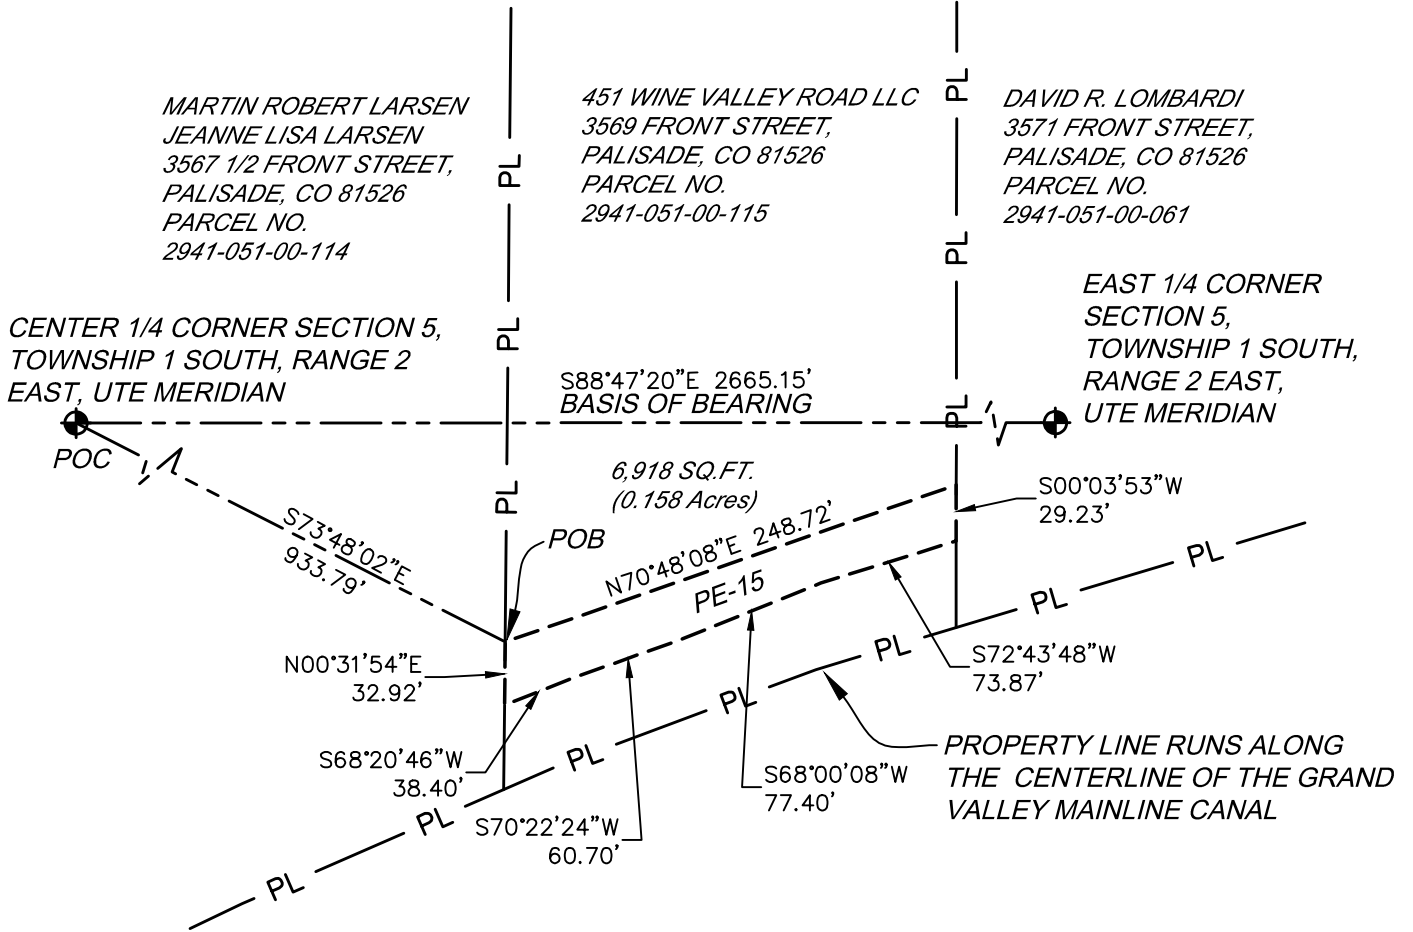 MARTIN ROBERT LARSEN
JEANNE LISA LARSEN
3567 1/2 FRONT STREET,
PALISADE, CO 81526
PARCEL NO.
2941-051-00-114
451 WINE VALLEY ROAD LLC
3569 FRONT STREET,
PALISADE, CO 81526
PARCEL NO.
2941-051-00-115
DAVID R. LOMBARDI
3571 FRONT STREET,
PALISADE, CO 81526
PARCEL NO.
2941-051-00-061
PL
PL
PL
PL
PL
PL
PL
CENTER 1/4 CORNER SECTION 5,
TOWNSHIP 1 SOUTH, RANGE 2
EAST, UTE MERIDIAN
EAST 1/4 CORNER
SECTION 5,
TOWNSHIP 1 SOUTH,
RANGE 2 EAST,
UTE MERIDIAN
S88°47'20"E 2665.15'
BASIS OF BEARING
POC
6,918 SQ.FT.
(0.158 Acres)
S00°03'53"W
29.23'
S73°48'02"E
933.79'
POB
N70°48'08"E 248.72'
PE-15
N00°31'54"E
32.92'
S72°43'48"W
73.87'
S68°20'46"W
38.40'
S70°22'24"W
60.70'
S68°00'08"W
77.40'
PL
PL
PL
PL
PL
PL
PL
PROPERTY LINE RUNS ALONG
THE CENTERLINE OF THE GRAND
VALLEY MAINLINE CANAL